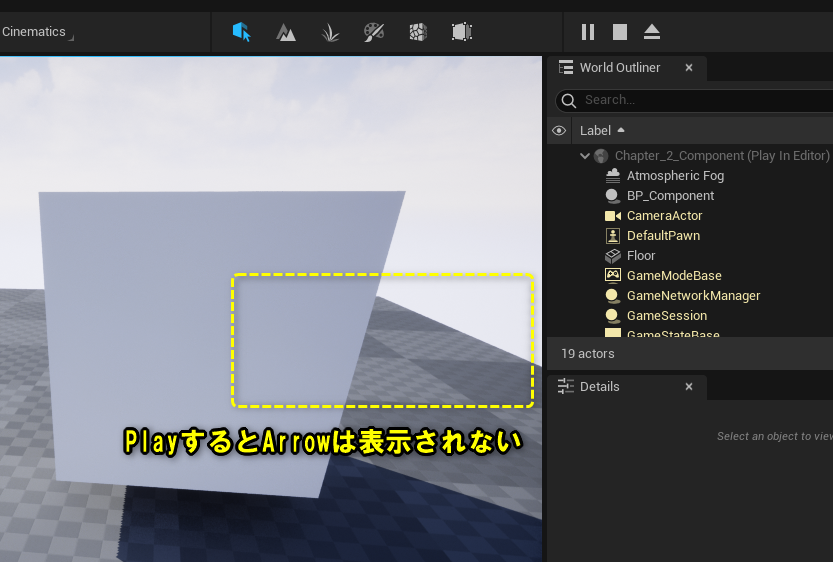 Cinematics
World Outliner
Search...
Label
Chapter_2_Component (Play In Editor)
Atmospheric Fog
BP_Component
CameraActor
DefaultPawn
Floor
GameModeBase
GameNetworkManager
GameSession
GameStateBase
19 actors
Details
Select an object to view
PlayするとArrowは表示されない